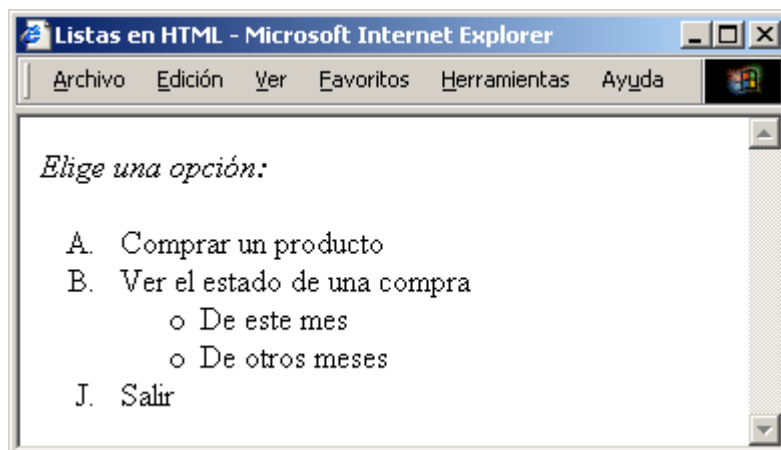 Listas en HTML - Microsoft Internet Explorer
Archivo Edición Ver Favoritos Herramientas Ayuda
Elige una opción:
A. Comprar un producto
B. Ver el estado de una compra
o De este mes
o De otros meses
J. Salir